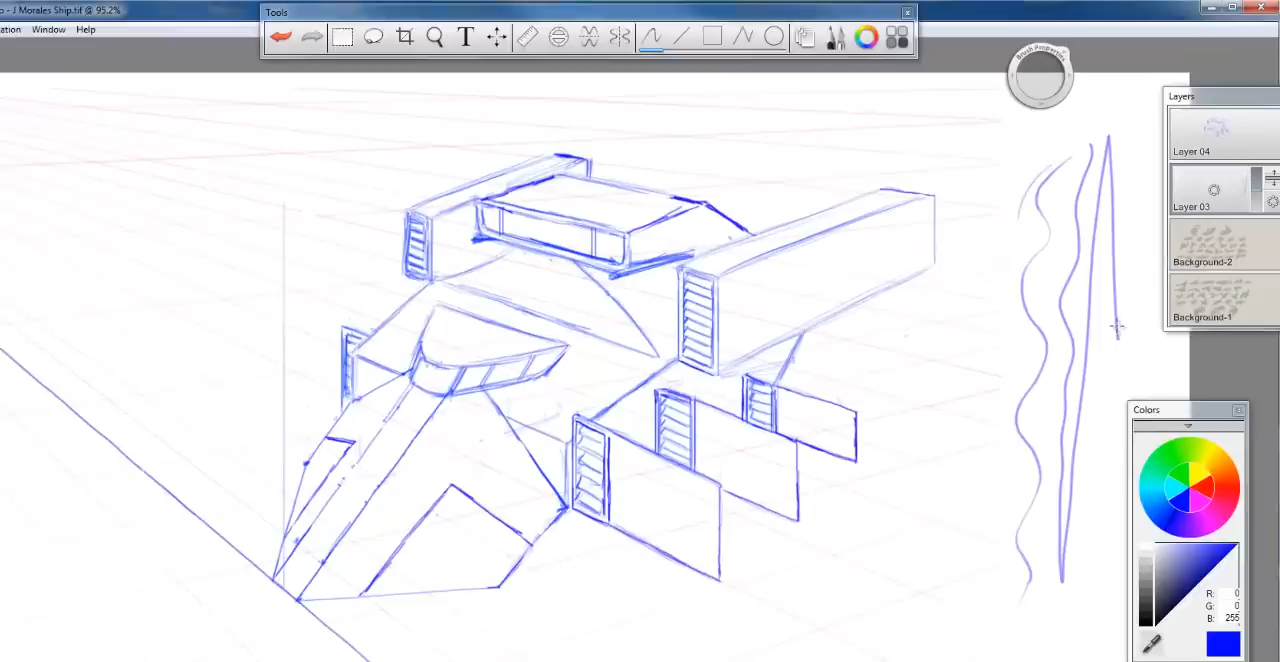 o - J Morales Ship.tif @ 95.2%
ation Window Help
Tools
T
Brush Properties
Layers
Layer 04
Layer 03
Background-2
Background-1
Colors
R: 0
G: 0
B: 255